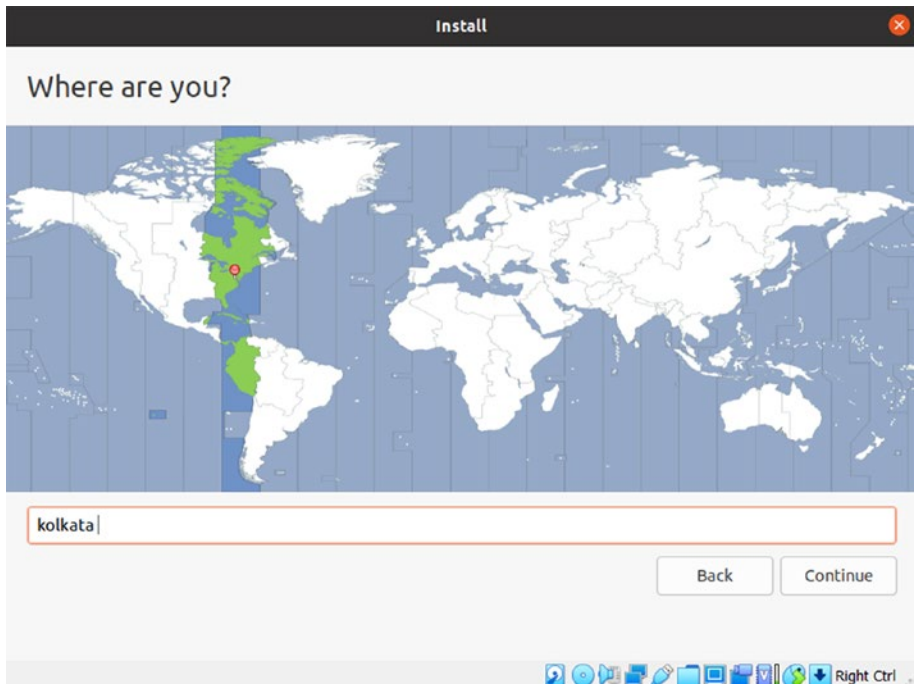 Install
Where are you?
kolkata
Back
Continue
Right Ctrl